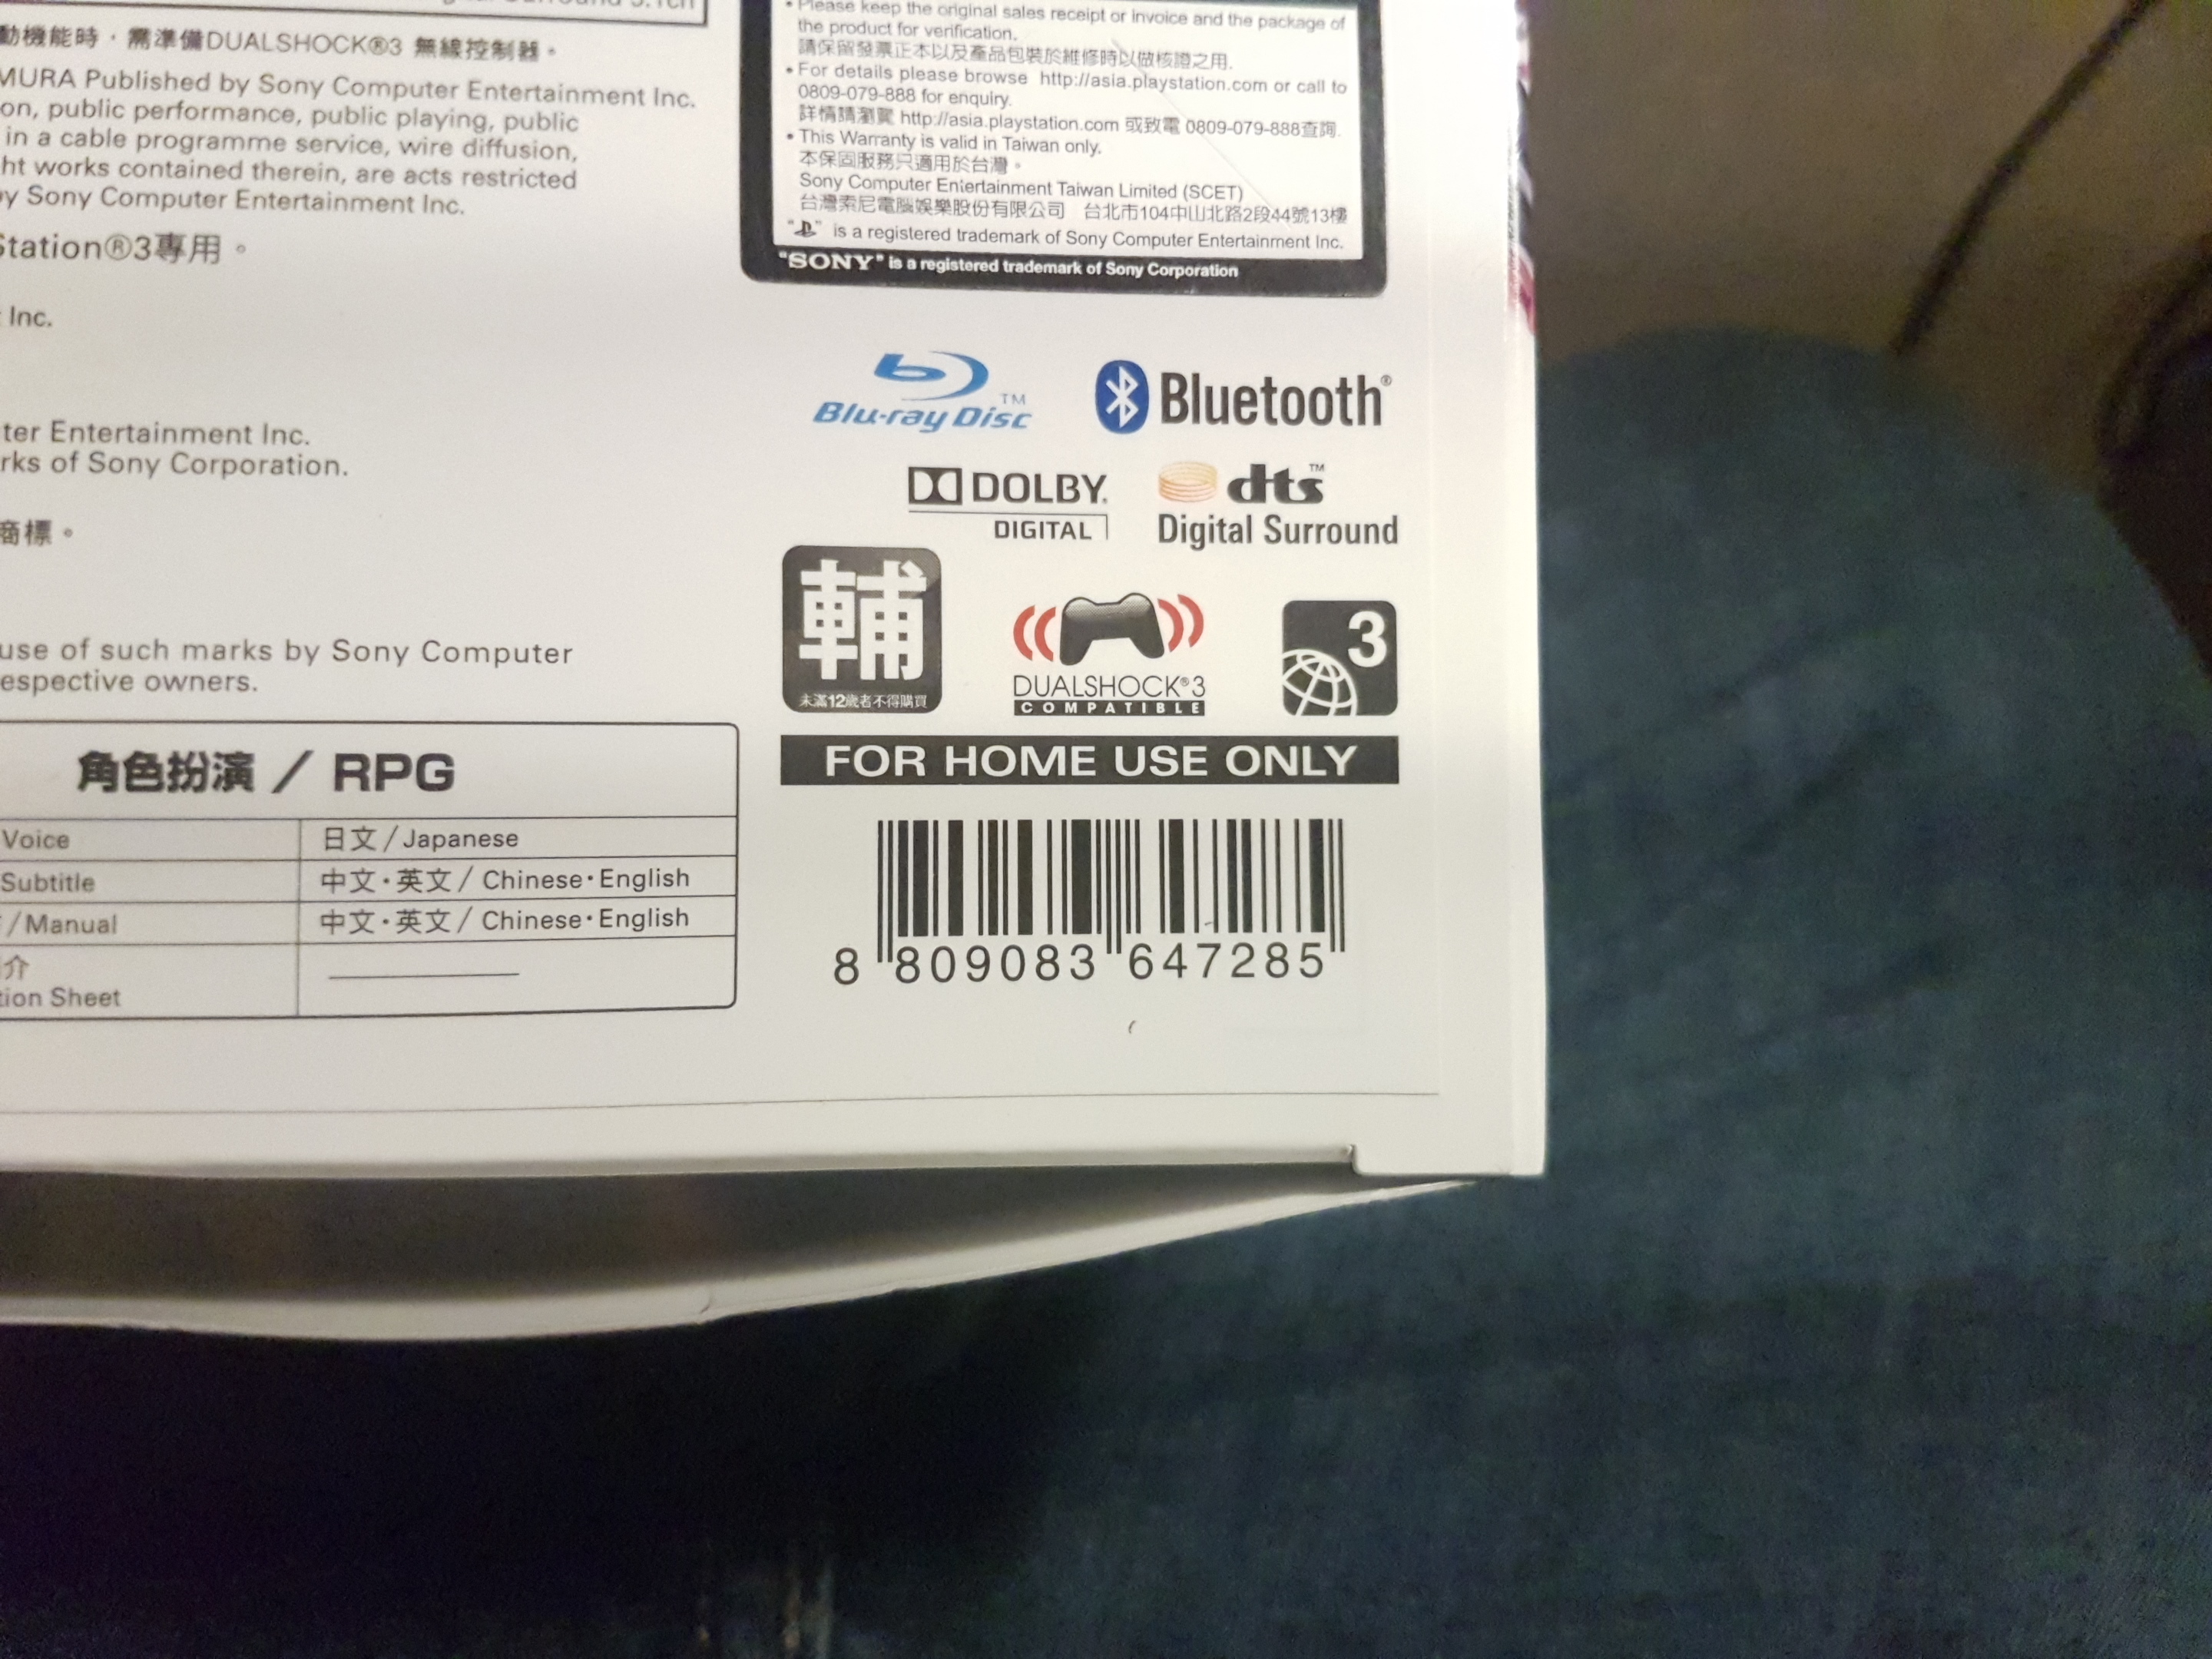 動機能時，需準備DUALSHOCK®3 無線控制器。
MURA Published by Sony Computer Entertainment Inc.
on, public performance, public playing, public
in a cable programme service, wire diffusion,
ht works contained therein, are acts restricted
y Sony Computer Entertainment Inc.
Station®3專用。
Inc.
ter Entertainment Inc.
rks of Sony Corporation.
商標。
use of such marks by Sony Computer
espective owners.
角色扮演 / RPG
Voice 日文 / Japanese
Subtitle 中文·英文 / Chinese·English
/ Manual 中文·英文 / Chinese·English
介
tion Sheet
• Please keep the original sales receipt or invoice and the package of
the product for verification.
請保留發票正本以及產品包裝於維修時以做核證之用.
• For details please browse http://asia.playstation.com or call to
0809-079-888 for enquiry.
詳情請瀏覽 http://asia.playstation.com 或致電 0809-079-888查詢.
• This Warranty is valid in Taiwan only.
本保固服務只適用於台灣。
Sony Computer Entertainment Taiwan Limited (SCET)
台灣索尼電腦娛樂股份有限公司 台北市104中山北路2段44號13樓
" " is a registered trademark of Sony Computer Entertainment Inc.
"SONY" is a registered trademark of Sony Corporation
Blu-ray Disc™
Bluetooth®
DOLBY.
DIGITAL
dts™
Digital Surround
輔
未滿12歲者不得購買
DUALSHOCK®3
COMPATIBLE
3
FOR HOME USE ONLY
8 809083 647285